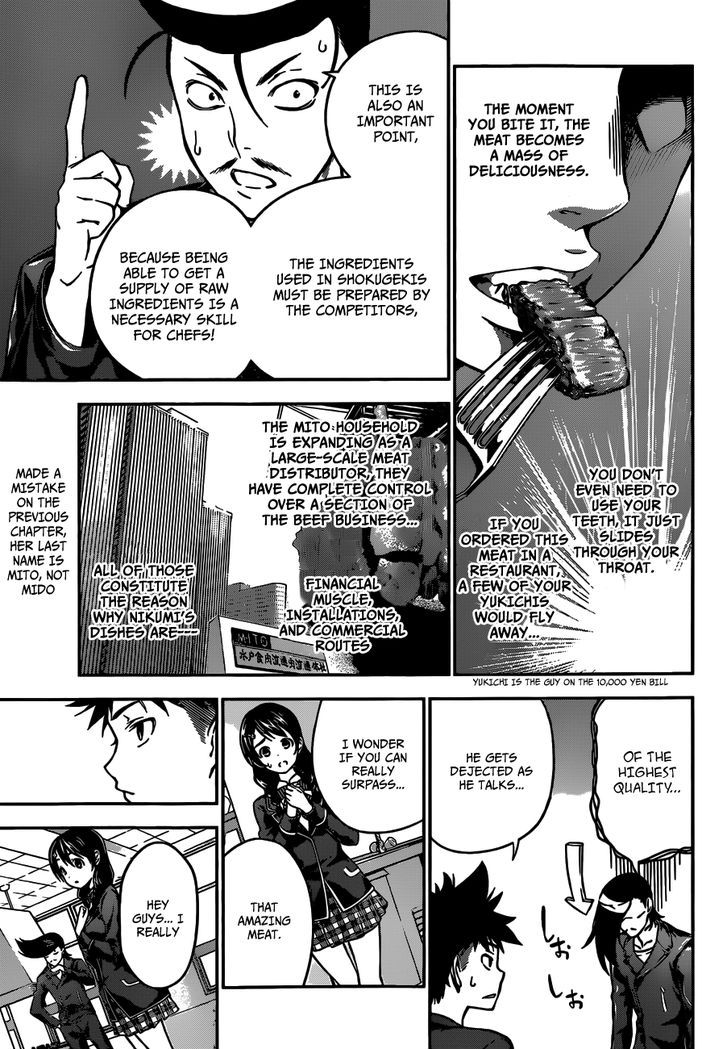 THE MOMENT
YOU BITE IT, THE
MEAT BECOMES
A MASS OF
DELICIOUSNESS.
YOU DON'T
EVEN NEED TO
USE YOUR
TEETH, IT JUST
SLIDES
THROUGH YOUR
THROAT.
IF YOU
ORDERED THIS
MEAT IN A
RESTAURANT,
A FEW OF YOUR
YUKICHIS
WOULD FLY
AWAY...
YUKICHI IS THE GUY ON THE 10,000 YEN BILL
THIS IS
ALSO AN
IMPORTANT
POINT,
THE INGREDIENTS
USED IN SHOKUGEKIS
MUST BE PREPARED BY
THE COMPETITORS,
BECAUSE BEING
ABLE TO GET A
SUPPLY OF RAW
INGREDIENTS IS A
NECESSARY SKILL
FOR CHEFS!
THE MITO HOUSEHOLD
IS EXPANDING AS A
LARGE-SCALE MEAT
DISTRIBUTOR, THEY
HAVE COMPLETE CONTROL
OVER A SECTION OF
THE BEEF BUSINESS...
FINANCIAL
MUSCLE,
INSTALLATIONS,
AND COMMERCIAL
ROUTES
MITO
ALL OF THOSE
CONSTITUTE
THE REASON
WHY NIKUMI'S
DISHES ARE---
MADE A
MISTAKE ON
THE PREVIOUS
CHAPTER,
HER LAST
NAME IS
MITO, NOT
MIDO
OF THE
HIGHEST
QUALITY...
HE GETS
DEJECTED AS
HE TALKS...
しお
しお
I WONDER
IF YOU CAN
REALLY
SURPASS...
THAT
AMAZING
MEAT.
HEY
GUYS... I
REALLY